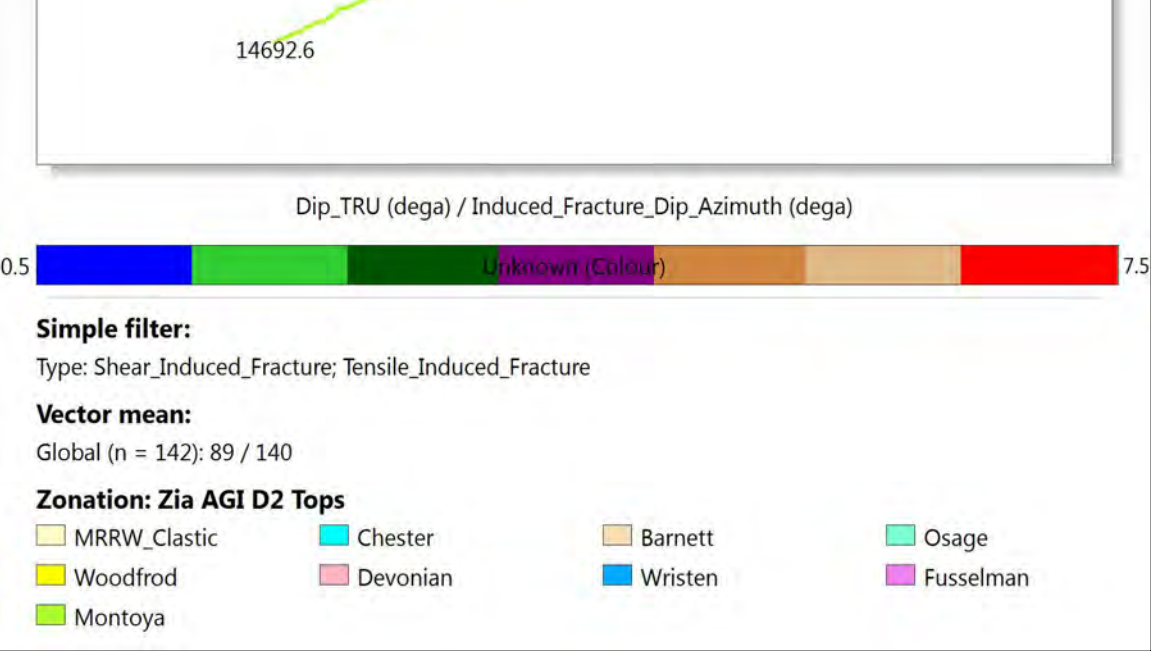 14692.6
Dip_TRU (dega) / Induced_Fracture_Dip_Azimuth (dega)
0.5 Unknown (Colour) 7.5
Simple filter:
Type: Shear_Induced_Fracture; Tensile_Induced_Fracture
Vector mean:
Global (n = 142): 89 / 140
Zonation: Zia AGI D2 Tops
MRRW_Clastic Chester Barnett Osage
Woodfrod Devonian Wristen Fusselman
Montoya